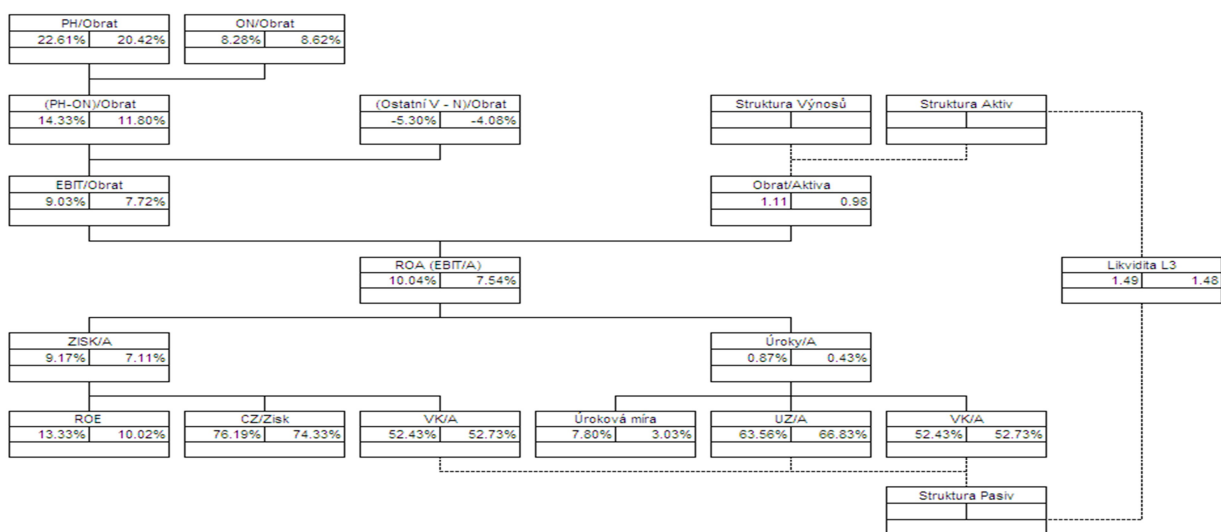 PH/Obrat ON/Obrat
22.61% 20.42% 8.28% 8.62%
(PH-ON)/Obrat (Ostatní V - N)/Obrat Struktura Výnosů Struktura Aktiv
14.33% 11.80% -5.30% -4.08%
EBIT/Obrat Obrat/Aktiva
9.03% 7.72% 1.11 0.98
ROA (EBIT/A) Likvidita L3
10.04% 7.54% 1.49 1.48
ZISK/A Úroky/A
9.17% 7.11% 0.87% 0.43%
ROE CZ/Zisk VK/A Úroková míra UZ/A VK/A
13.33% 10.02% 76.19% 74.33% 52.43% 52.73% 7.80% 3.03% 63.56% 66.83% 52.43% 52.73%
Struktura Pasiv